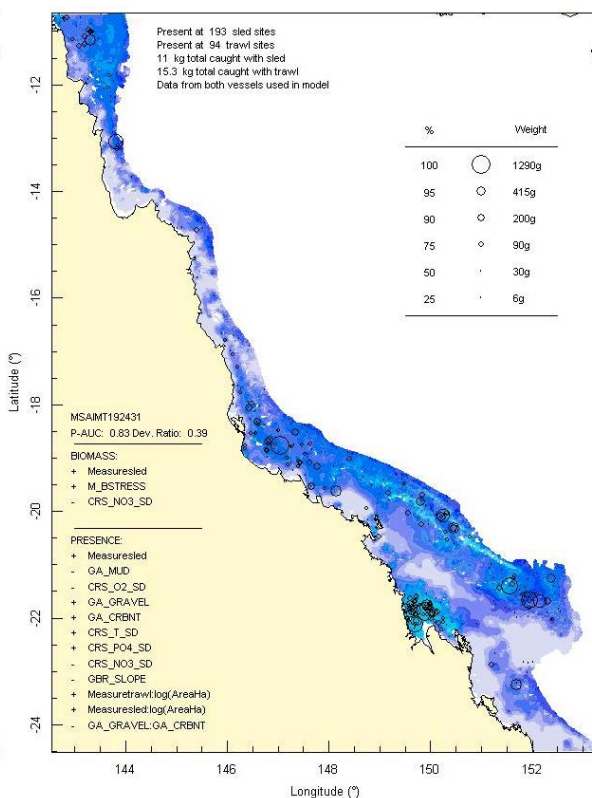 Present at 193 sled sites
Present at 94 trawl sites
11 kg total caught with sled
15.3 kg total caught with trawl
Data from both vessels used in model
% Weight
100 1290g
95 415g
90 200g
75 90g
50 30g
25 6g
-12
-14
-16
-18
-20
-22
-24
Latitude (°)
MSAIMT192431
P-AUC: 0.83 Dev. Ratio: 0.39
BIOMASS:
+ Measuresled
+ M_BSTRESS
- CRS_NO3_SD
PRESENCE:
+ Measuresled
- GA_MUD
- CRS_O2_SD
+ GA_GRAVEL
+ GA_CRBNT
+ CRS_T_SD
+ CRS_PO4_SD
- CRS_NO3_SD
- GBR_SLOPE
+ Measuretrawl:log(AreaHa)
+ Measuresled:log(AreaHa)
- GA_GRAVEL:GA_CRBNT
144 146 148 150 152
Longitude (°)